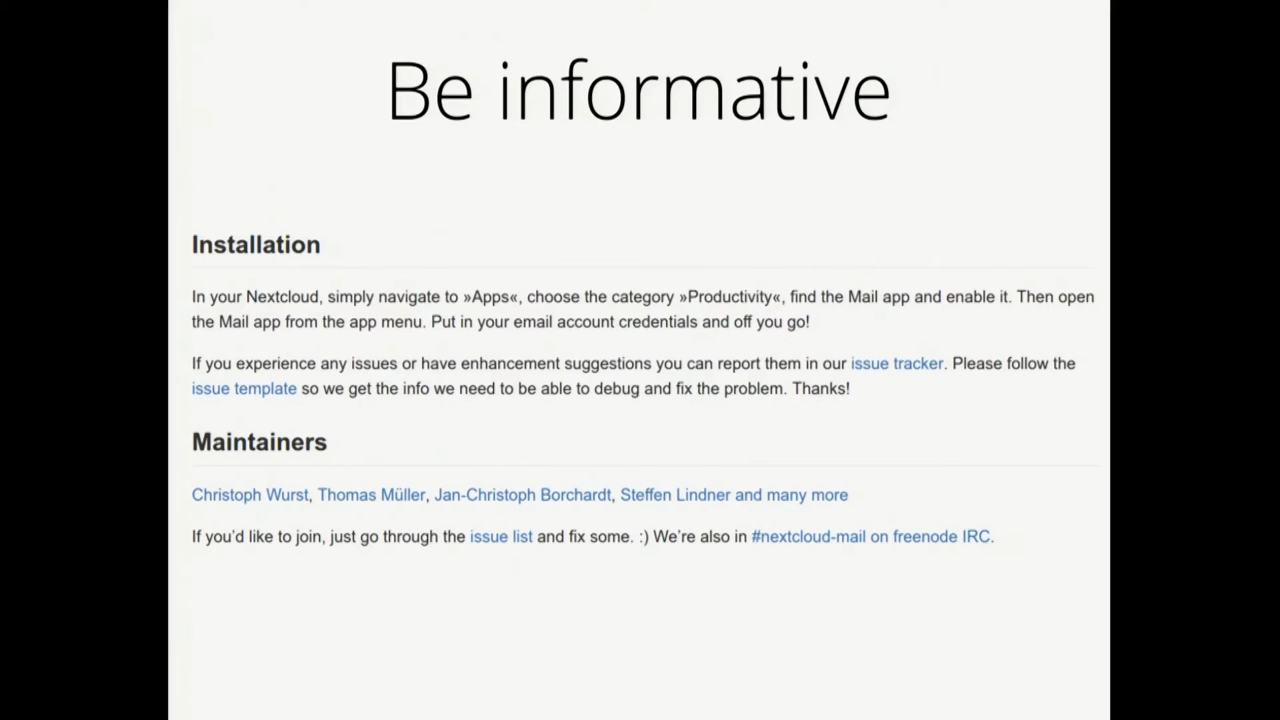 Be informative
Installation
In your Nextcloud, simply navigate to »Apps«, choose the category »Productivity«, find the Mail app and enable it. Then open
the Mail app from the app menu. Put in your email account credentials and off you go!
If you experience any issues or have enhancement suggestions you can report them in our issue tracker. Please follow the
issue template so we get the info we need to be able to debug and fix the problem. Thanks!
Maintainers
Christoph Wurst, Thomas Müller, Jan-Christoph Borchardt, Steffen Lindner and many more
If you’d like to join, just go through the issue list and fix some. :) We’re also in #nextcloud-mail on freenode IRC.